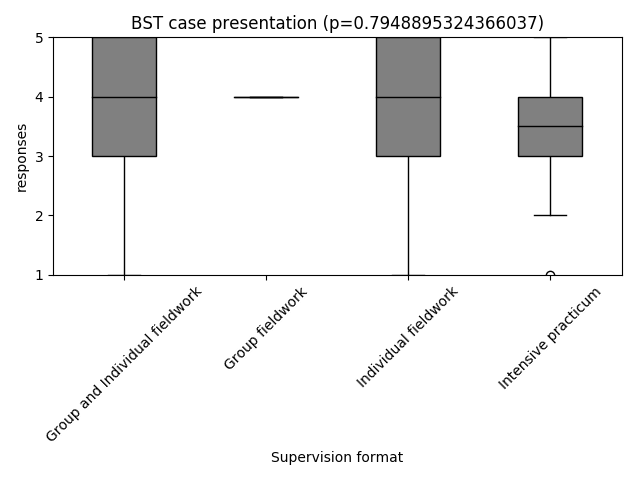 BST case presentation (p=0.7948895324366037)
5
4
3
2
1
responses
Group and Individual fieldwork
Group fieldwork
Individual fieldwork
Intensive practicum
Supervision format